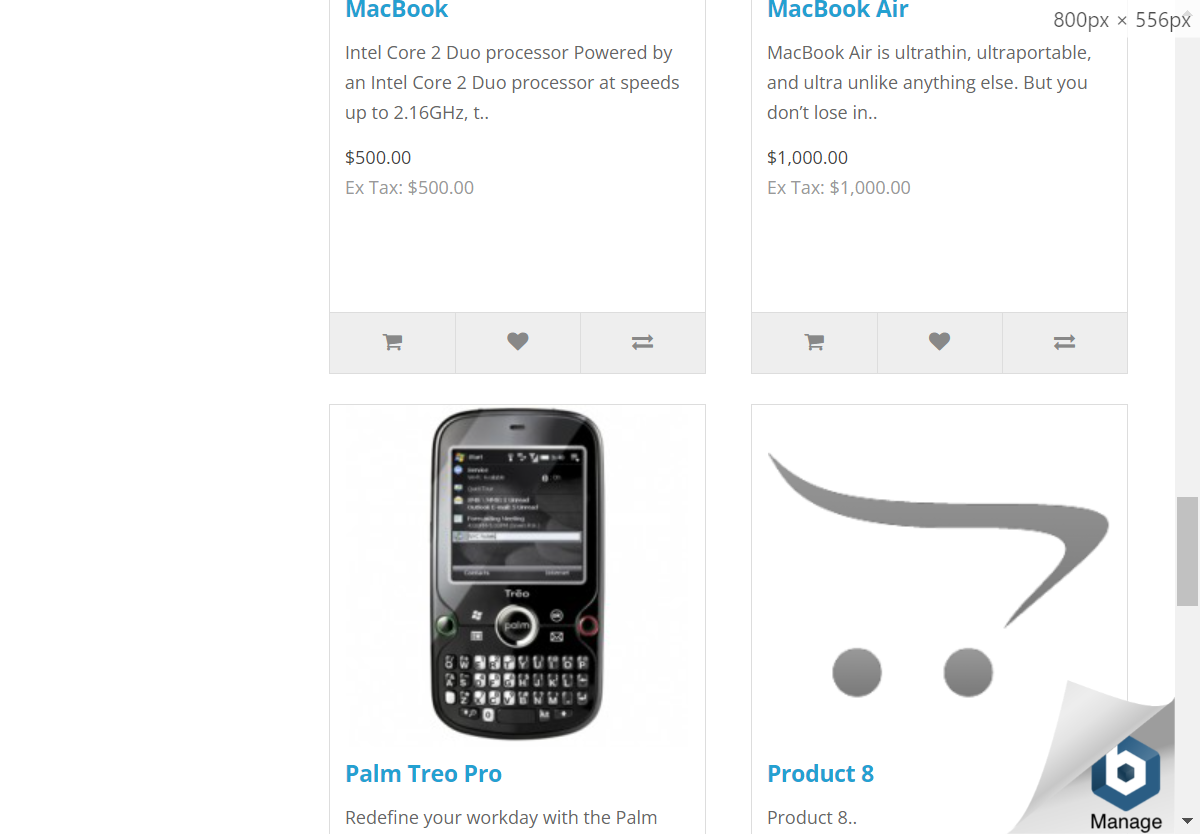 MacBook
Intel Core 2 Duo processor Powered by
an Intel Core 2 Duo processor at speeds
up to 2.16GHz, t..
$500.00
Ex Tax: $500.00
MacBook Air
MacBook Air is ultrathin, ultraportable,
and ultra unlike anything else. But you
don’t lose in..
$1,000.00
Ex Tax: $1,000.00
800px × 556px
Start
Trēo
palm
Palm Treo Pro
Redefine your workday with the Palm
Product 8
Product 8..
Manage